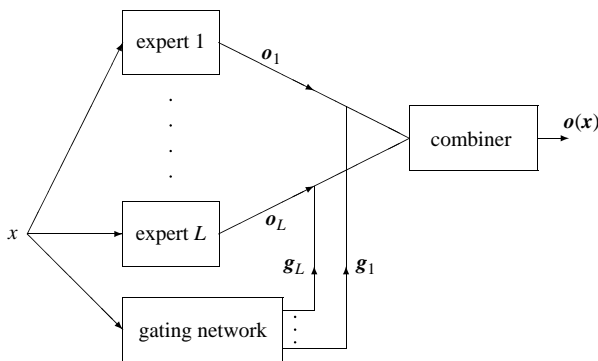 expert 1
o1
combiner
o(x)
x
expert L
oL
gL
g1
gating network